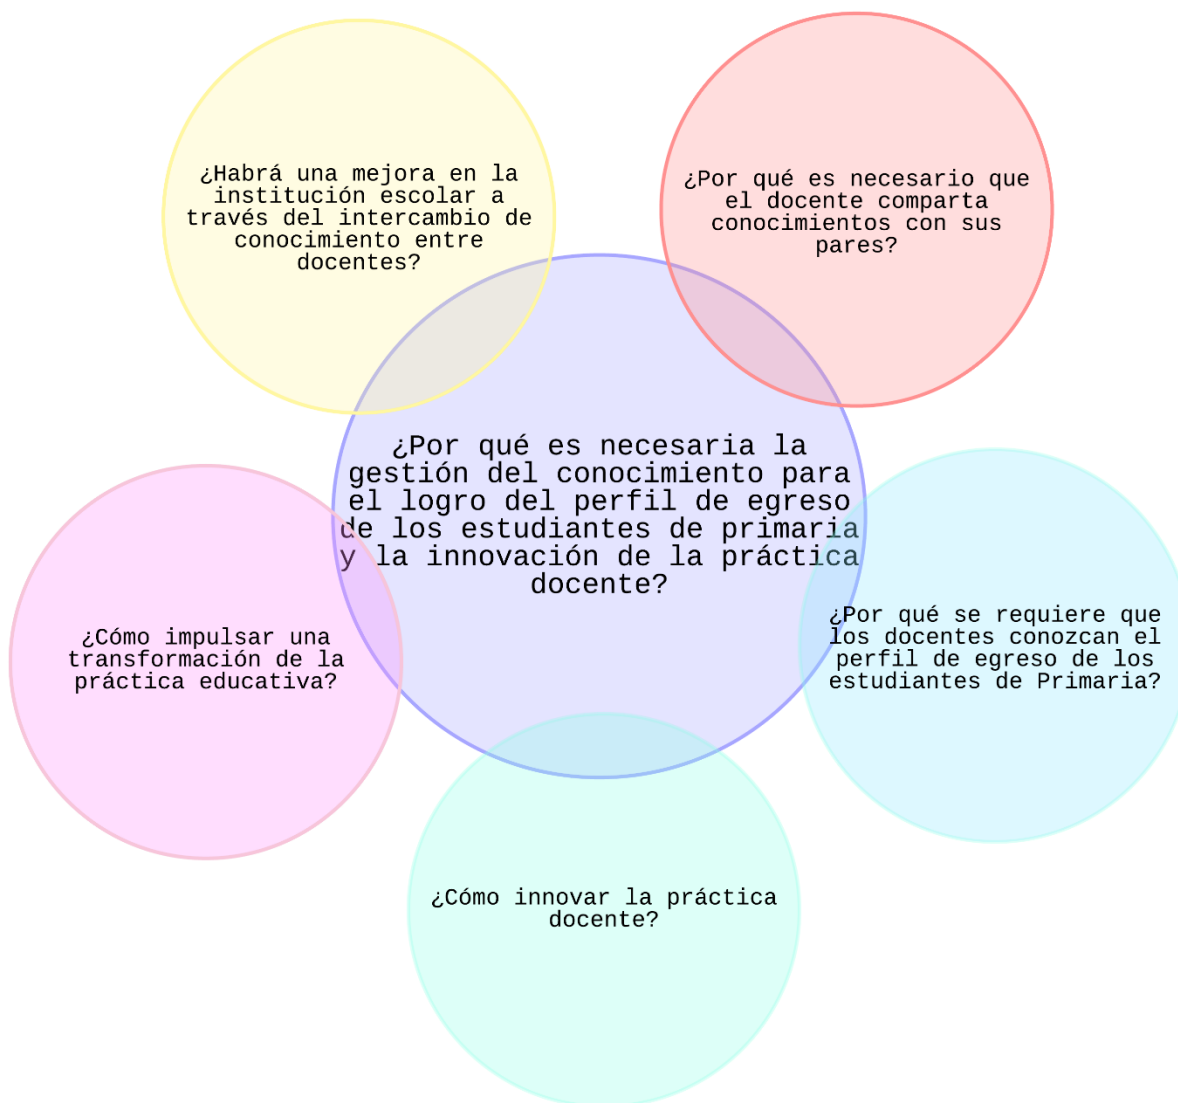 ¿Habrá una mejora en la
institución escolar a
través del intercambio de
conocimiento entre
docentes?
¿Por qué es necesario que
el docente comparta
conocimientos con sus
pares?
¿Por qué es necesaria la
gestión del conocimiento para
el logro del perfil de egreso
de los estudiantes de primaria
y la innovación de la práctica
docente?
¿Cómo impulsar una
transformación de la
práctica educativa?
¿Por qué se requiere que
los docentes conozcan el
perfil de egreso de los
estudiantes de Primaria?
¿Cómo innovar la práctica
docente?